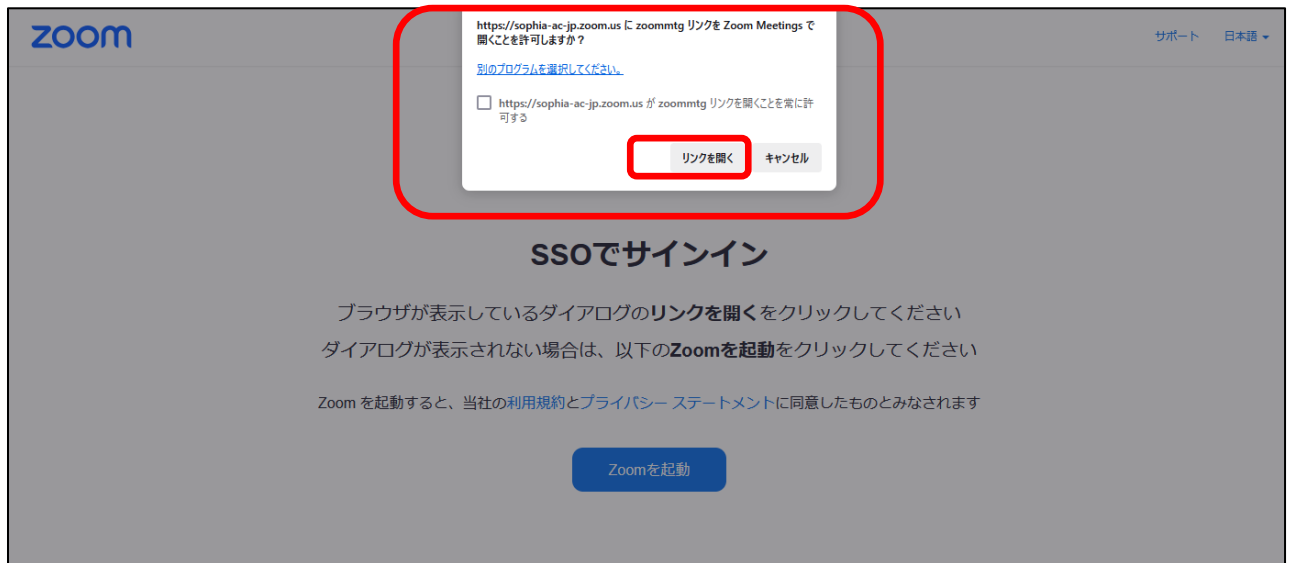 zoom
サポート 日本語
https://sophia-ac-jp.zoom.us に zoommtg リンクを Zoom Meetings で
開くことを許可しますか？
別のプログラムを選択してください。
https://sophia-ac-jp.zoom.us が zoommtg リンクを開くことを常に許
可する
リンクを開く キャンセル
SSOでサインイン
ブラウザが表示しているダイアログのリンクを開くをクリックしてください
ダイアログが表示されない場合は、以下のZoomを起動をクリックしてください
Zoom を起動すると、当社の利用規約とプライバシー ステートメントに同意したものとみなされます
Zoomを起動